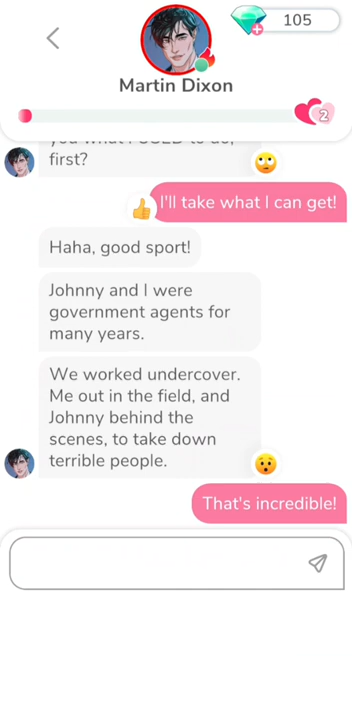 105
Martin Dixon
2
you what I USED to do,
first?
I'll take what I can get!
Haha, good sport!
Johnny and I were
government agents for
many years.
We worked undercover.
Me out in the field, and
Johnny behind the
scenes, to take down
terrible people.
That's incredible!